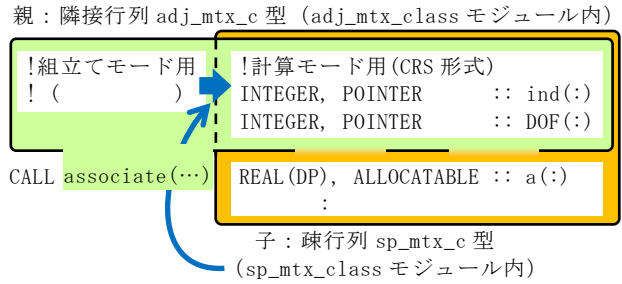 親：隣接行列 adj_mtx_c 型 (adj_mtx_class モジュール内)
!組立てモード用
! (            )
!計算モード用(CRS 形式)
INTEGER, POINTER      :: ind(:)
INTEGER, POINTER      :: DOF(:)
CALL associate(…)
REAL(DP), ALLOCATABLE :: a(:)
:
子：疎行列 sp_mtx_c 型
(sp_mtx_class モジュール内)